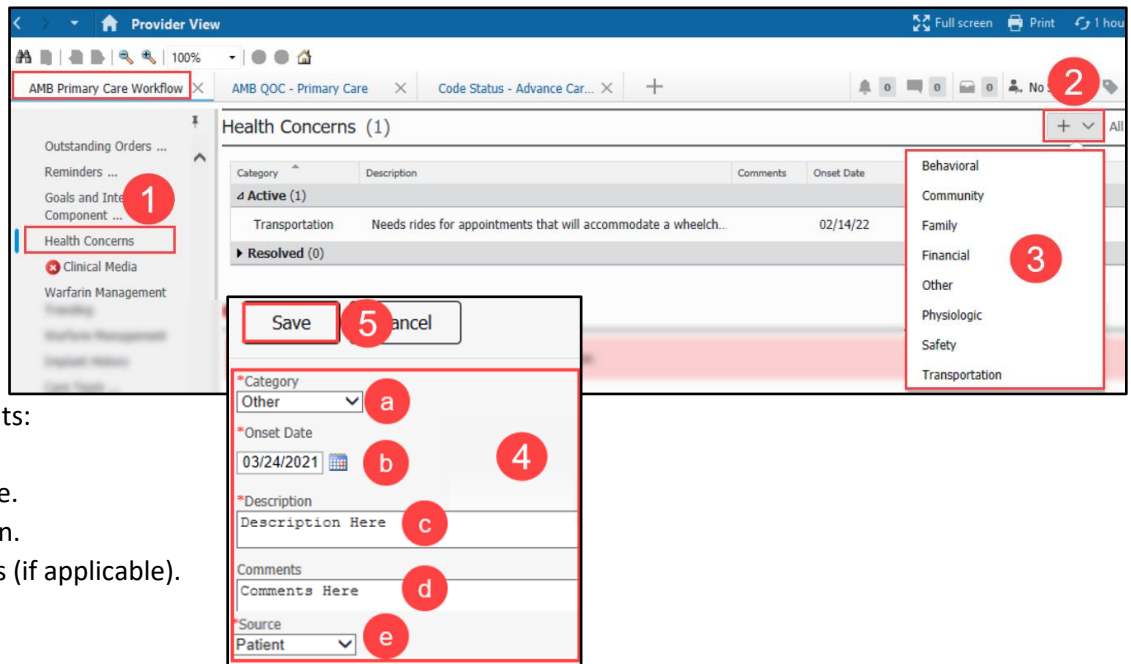 Provider View Full screen Print 1 hou
100%
AMB Primary Care Workflow AMB QOC - Primary Care Code Status - Advance Car... 0 0 0 No 2
Health Concerns (1) All
Outstanding Orders ...
Reminders ...
Goals and Inte
Component ...
1
Health Concerns
Clinical Media
Warfarin Management
Category Description Comments Onset Date
Active (1)
Transportation Needs rides for appointments that will accommodate a wheelch... 02/14/22
Resolved (0)
Behavioral
Community
Family
Financial
Other
Physiologic
Safety
Transportation
3
Save 5 ancel
*Category
Other a
*Onset Date
03/24/2021 b
4
*Description
Description Here c
Comments
Comments Here d
*Source
Patient e
ts:
e.
n.
s (if applicable).